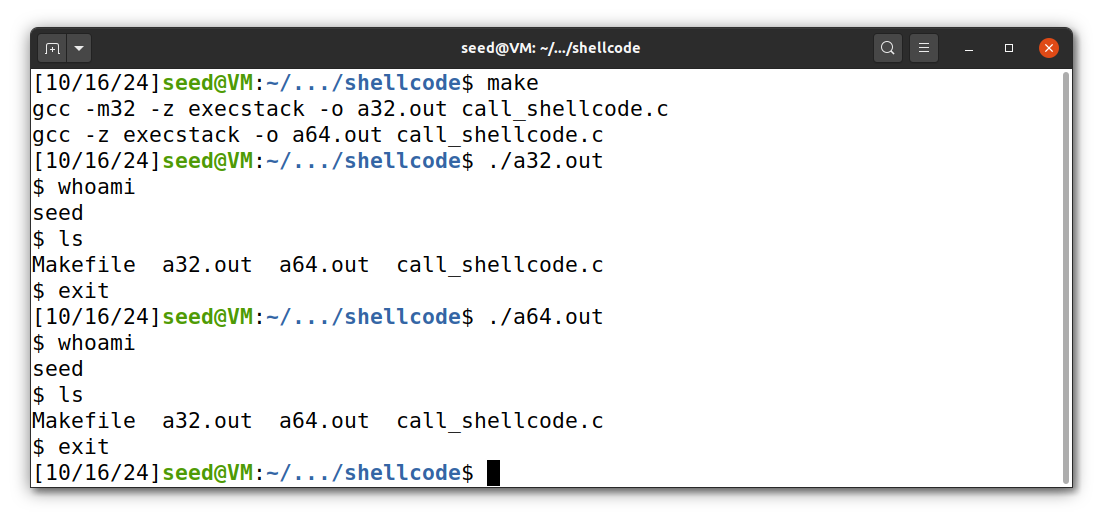 seed@VM: ~/.../shellcode
[10/16/24]seed@VM:~/.../shellcode$ make
gcc -m32 -z execstack -o a32.out call_shellcode.c
gcc -z execstack -o a64.out call_shellcode.c
[10/16/24]seed@VM:~/.../shellcode$ ./a32.out
$ whoami
seed
$ ls
Makefile  a32.out  a64.out  call_shellcode.c
$ exit
[10/16/24]seed@VM:~/.../shellcode$ ./a64.out
$ whoami
seed
$ ls
Makefile  a32.out  a64.out  call_shellcode.c
$ exit
[10/16/24]seed@VM:~/.../shellcode$